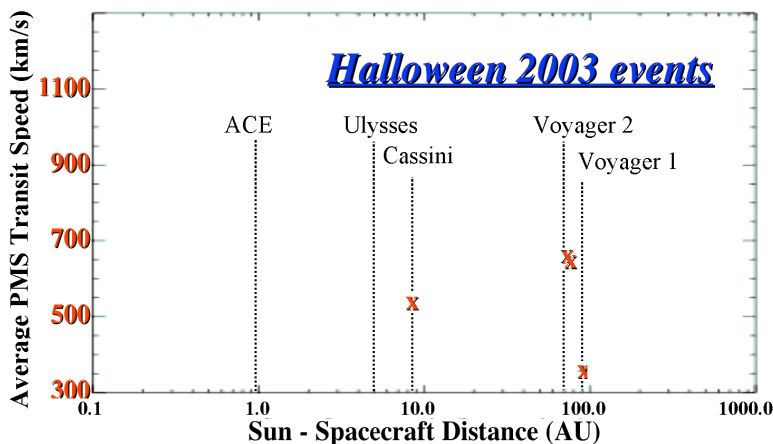 Halloween 2003 events
Average PMS Transit Speed (km/s)
1100
900
700
500
300
ACE
Ulysses
Cassini
Voyager 2
Voyager 1
x
x
x
x
0.1
1.0
10.0
100.0
1000.0
Sun - Spacecraft Distance (AU)